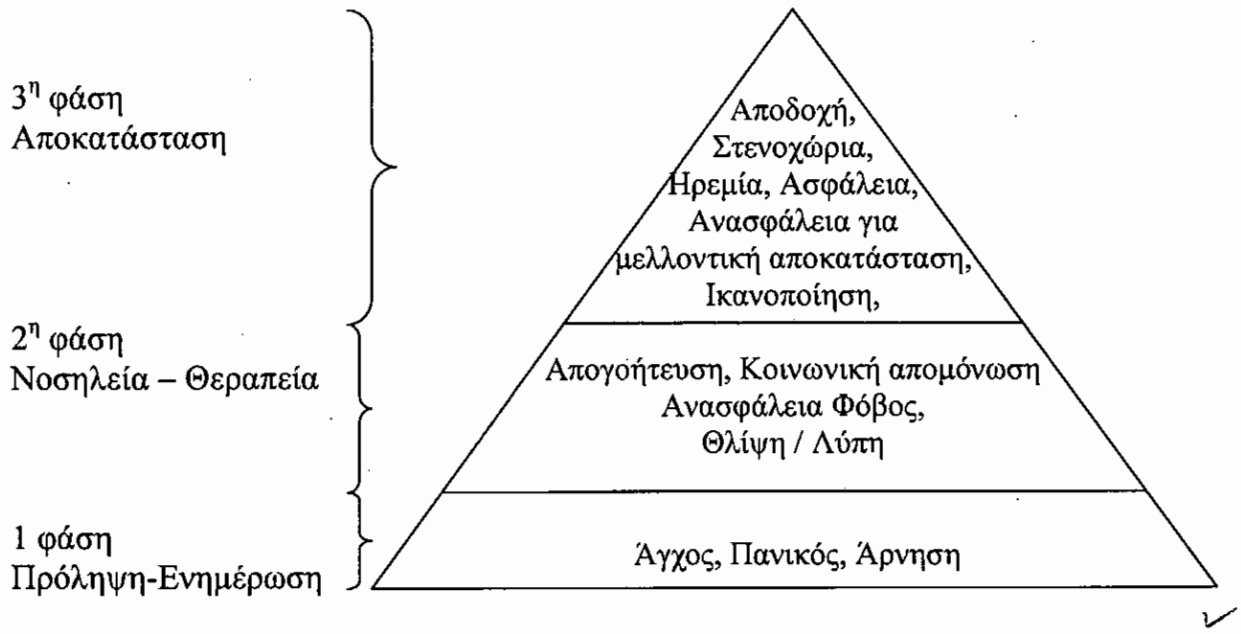 3η φάση
Αποκατάσταση
Αποδοχή,
Στενοχώρια,
Ηρεμία, Ασφάλεια,
Ανασφάλεια για
μελλοντική αποκατάσταση,
Ικανοποίηση,
2η φάση
Νοσηλεία – Θεραπεία
Απογοήτευση, Κοινωνική απομόνωση
Ανασφάλεια Φόβος,
Θλίψη / Λύπη
1 φάση
Πρόληψη-Ενημέρωση
Άγχος, Πανικός, Άρνηση